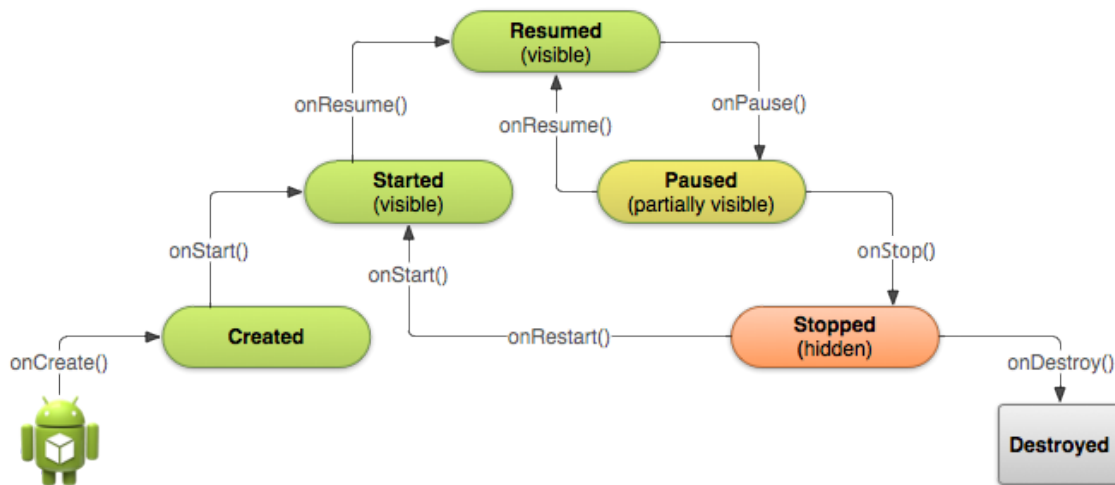 Resumed
(visible)
onResume()
onResume()
onPause()
Started
(visible)
Paused
(partially visible)
onStart()
onStart()
onStop()
Created
onRestart()
Stopped
(hidden)
onCreate()
onDestroy()
Destroyed